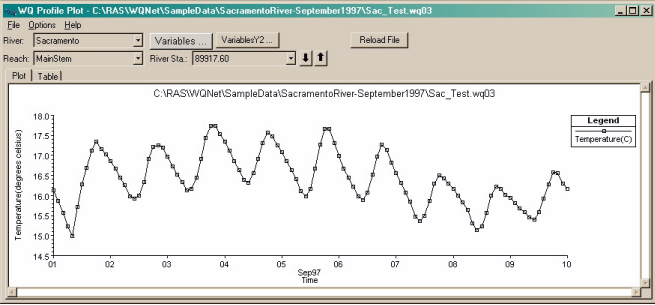 WQ Profile Plot - C:\RAS\WQNet\SampleData\SacramentoRiver-September1997\Sac_Test.wq03
File Options Help
River: Sacramento Variables ... VariablesY2 ... Reload File
Reach: MainStem River Sta.: 89917.60
Plot Table
C:\RAS\WQNet\SampleData\SacramentoRiver-September1997\Sac_Test.wq03
Legend
Temperature(C)
Temperature(degrees celsius)
18.0
17.5
17.0
16.5
16.0
15.5
15.0
14.5
01 02 03 04 05 06 07 08 09 10
Sep97
Time